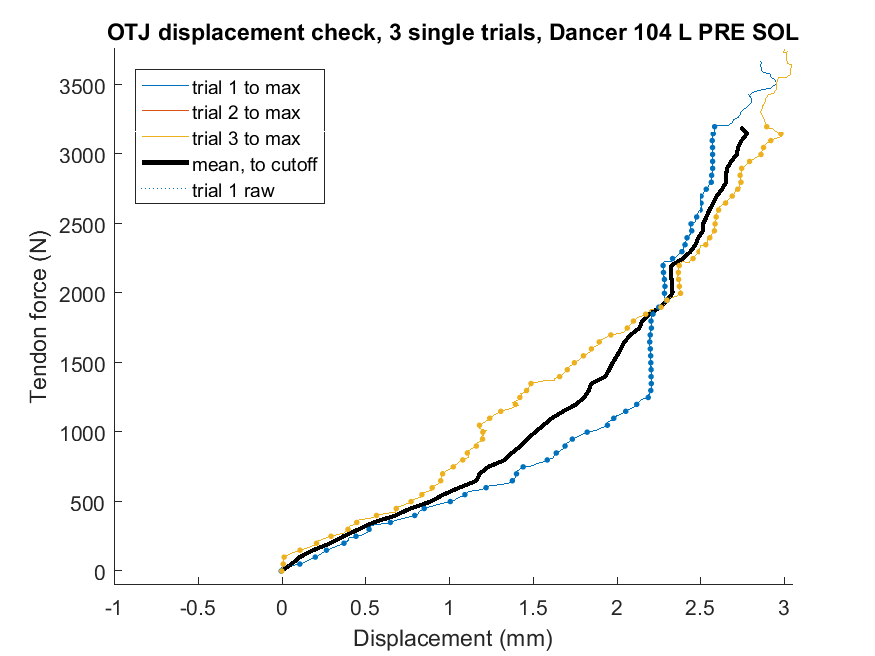 OTJ displacement check, 3 single trials, Dancer 104 L PRE SOL
trial 1 to max
trial 2 to max
trial 3 to max
mean, to cutoff
trial 1 raw
Tendon force (N)
3500
3000
2500
2000
1500
1000
500
0
-1 -0.5 0 0.5 1 1.5 2 2.5 3
Displacement (mm)